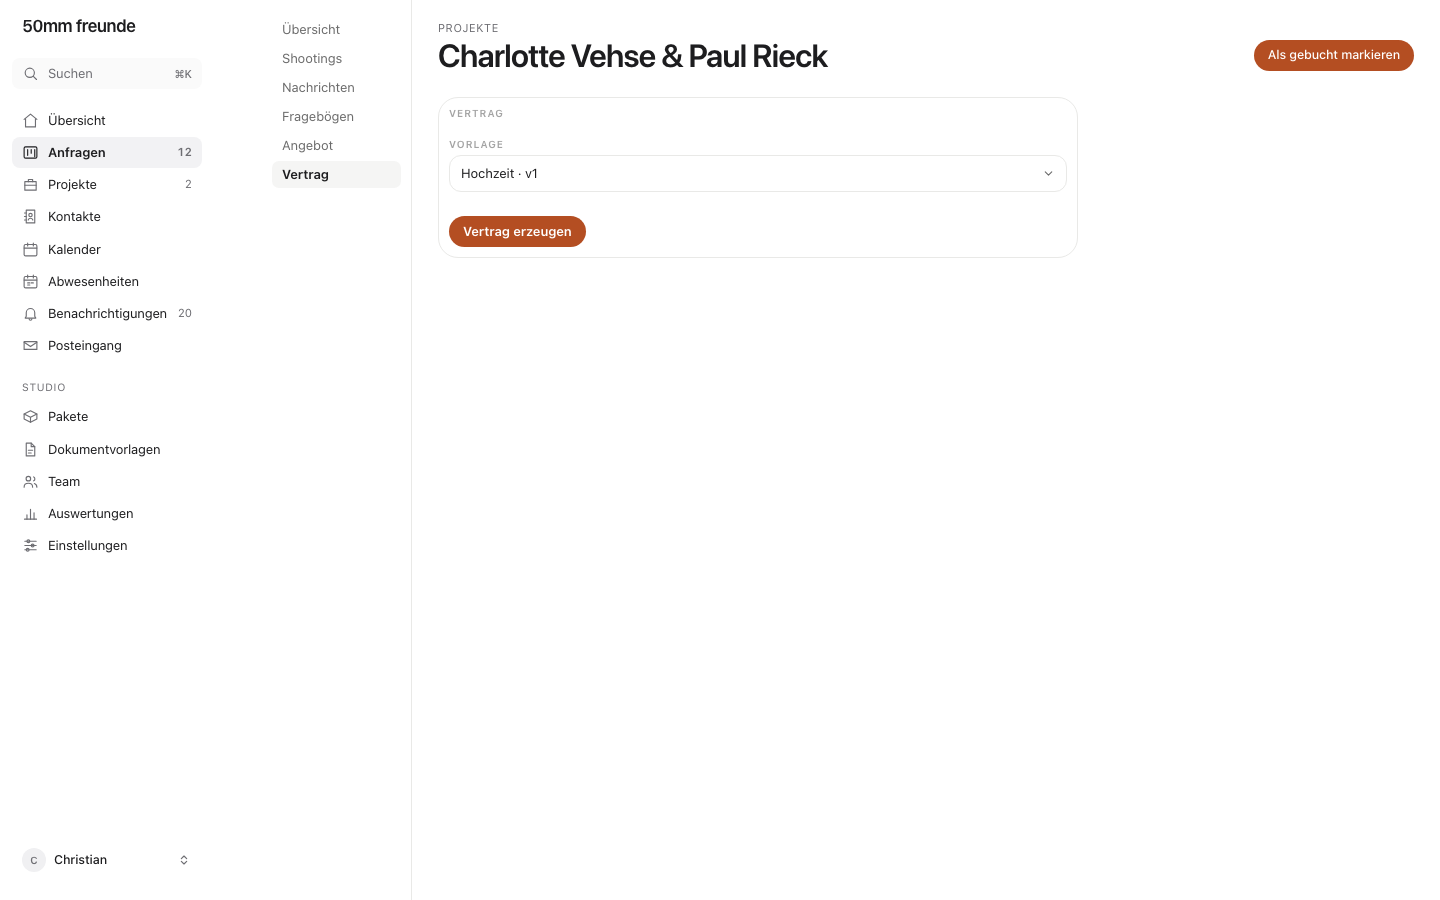 50mm freunde
Suchen ⌘K
Übersicht
Anfragen 12
Projekte 2
Kontakte
Kalender
Abwesenheiten
Benachrichtigungen 20
Posteingang
STUDIO
Pakete
Dokumentvorlagen
Team
Auswertungen
Einstellungen
C Christian
Übersicht
Shootings
Nachrichten
Fragebögen
Angebot
Vertrag
PROJEKTE
Charlotte Vehse & Paul Rieck
Als gebucht markieren
VERTRAG
VORLAGE
Hochzeit · v1
Vertrag erzeugen